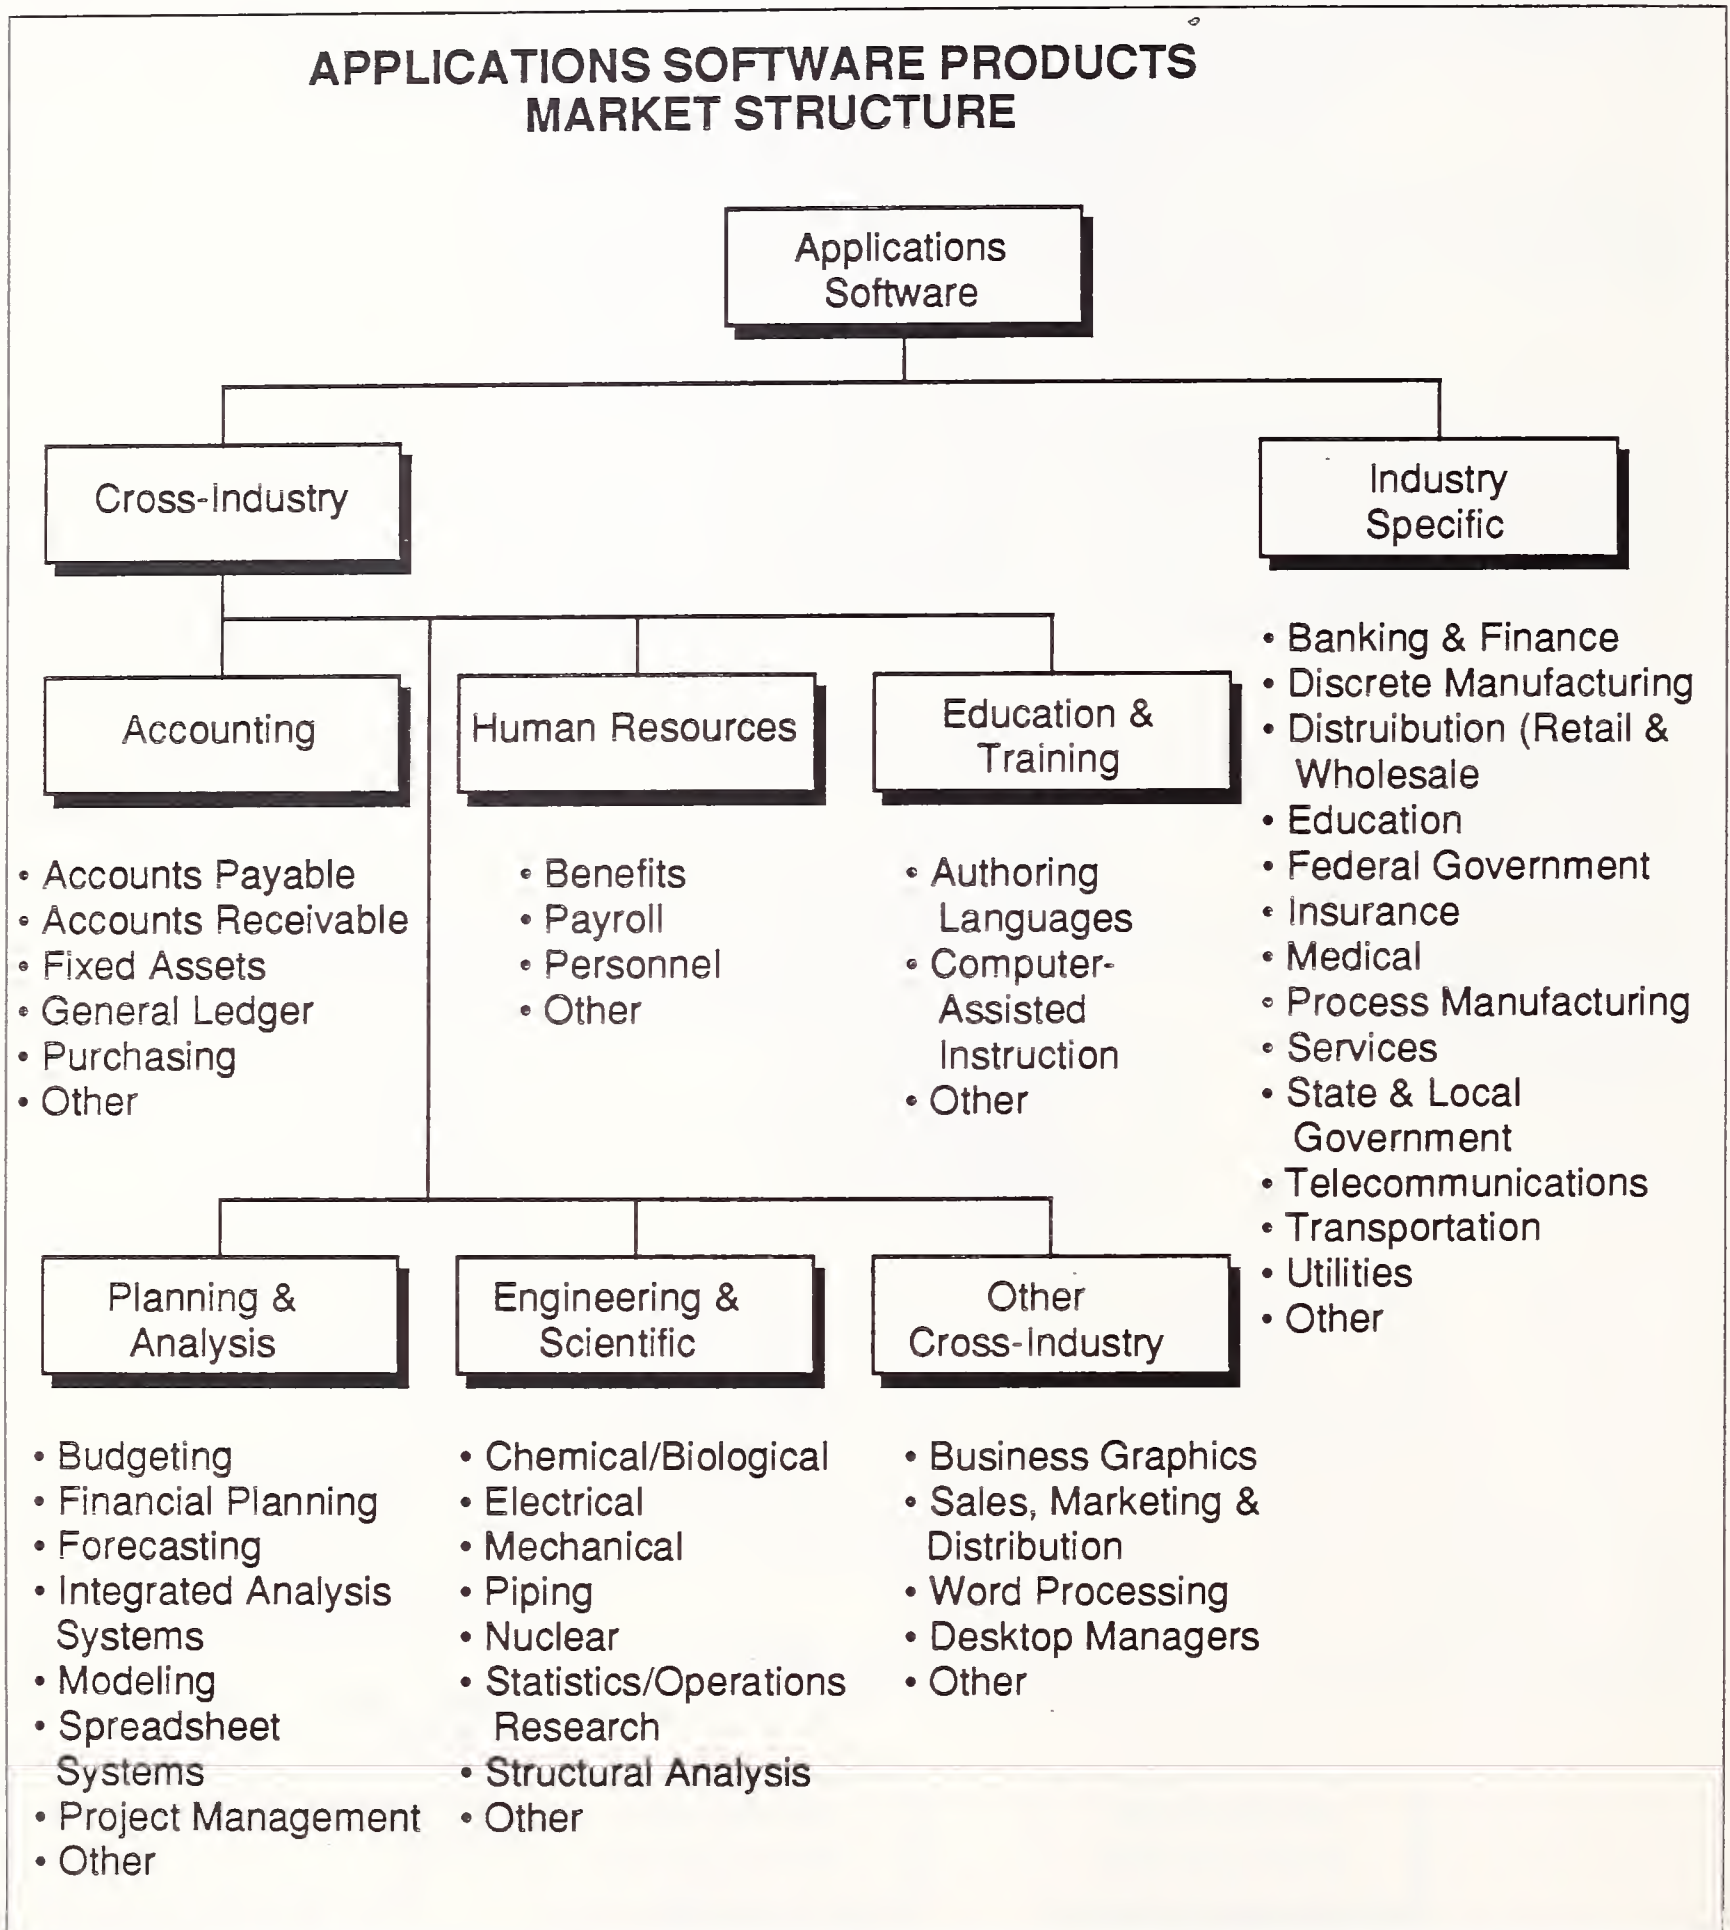 APPLICATIONS SOFTWARE PRODUCTS
MARKET STRUCTURE
Applications
Software
Cross-Industry
Industry
Specific
• Banking & Finance
• Discrete Manufacturing
• Distruibution (Retail &
Wholesale
• Education
• Federal Government
• Insurance
• Medical
• Process Manufacturing
• Services
• State & Local
Government
• Telecommunications
• Transportation
• Utilities
• Other
Accounting
• Accounts Payable
• Accounts Receivable
• Fixed Assets
• General Ledger
• Purchasing
• Other
Human Resources
• Benefits
• Payroll
• Personnel
• Other
Education &
Training
• Authoring
Languages
• Computer-
Assisted
Instruction
• Other
Planning &
Analysis
• Budgeting
• Financial Planning
• Forecasting
• Integrated Analysis
Systems
• Modeling
• Spreadsheet
Systems
• Project Management
• Other
Engineering &
Scientific
• Chemical/Biological
• Electrical
• Mechanical
• Piping
• Nuclear
• Statistics/Operations
Research
• Structural Analysis
• Other
Other
Cross-Industry
• Business Graphics
• Sales, Marketing &
Distribution
• Word Processing
• Desktop Managers
• Other